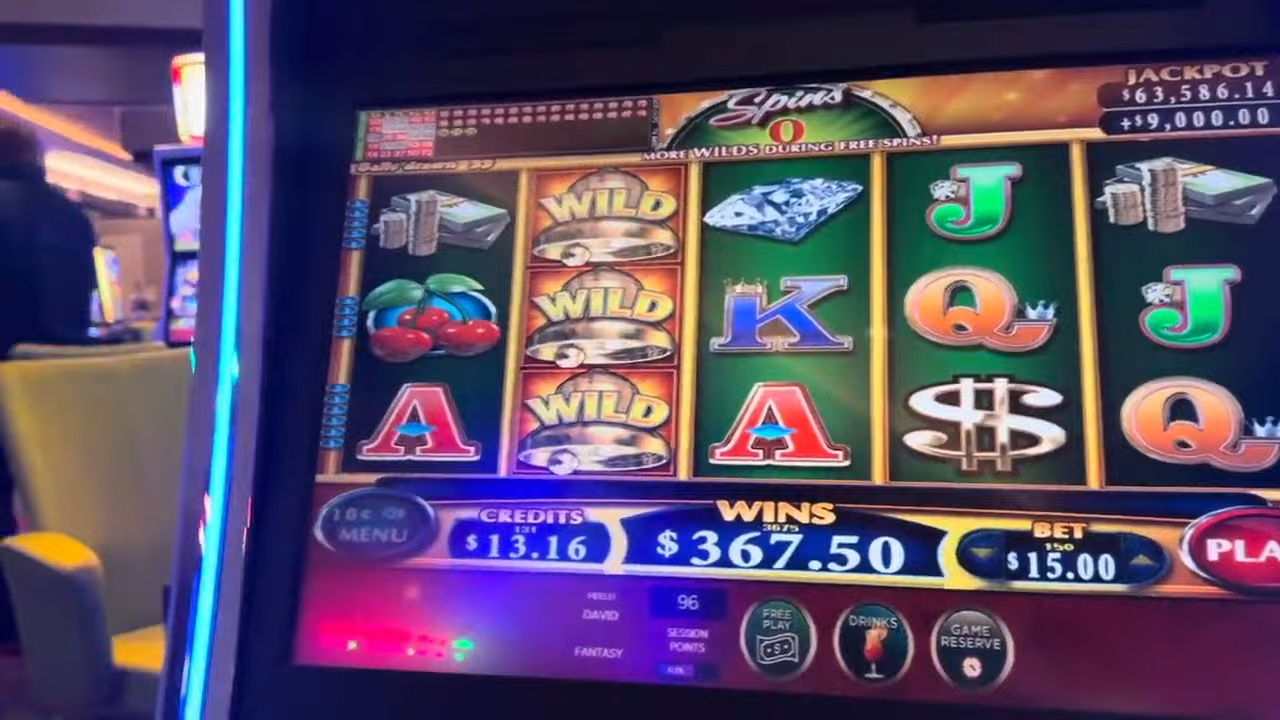 Spins
0
MORE WILDS DURING FREE SPINS!
JACKPOT
$63,586.14
+$9,000.00
WILD
J
WILD
K
Q
J
A
WILD
A
$
Q
10¢
MENU
CREDITS
131
$13.16
WINS
3675
$367.50
BET
150
$15.00
PLA
HELLO
DAVID
FANTASY
96
SESSION
POINTS
FREE
PLAY
DRINKS
GAME
RESERVE